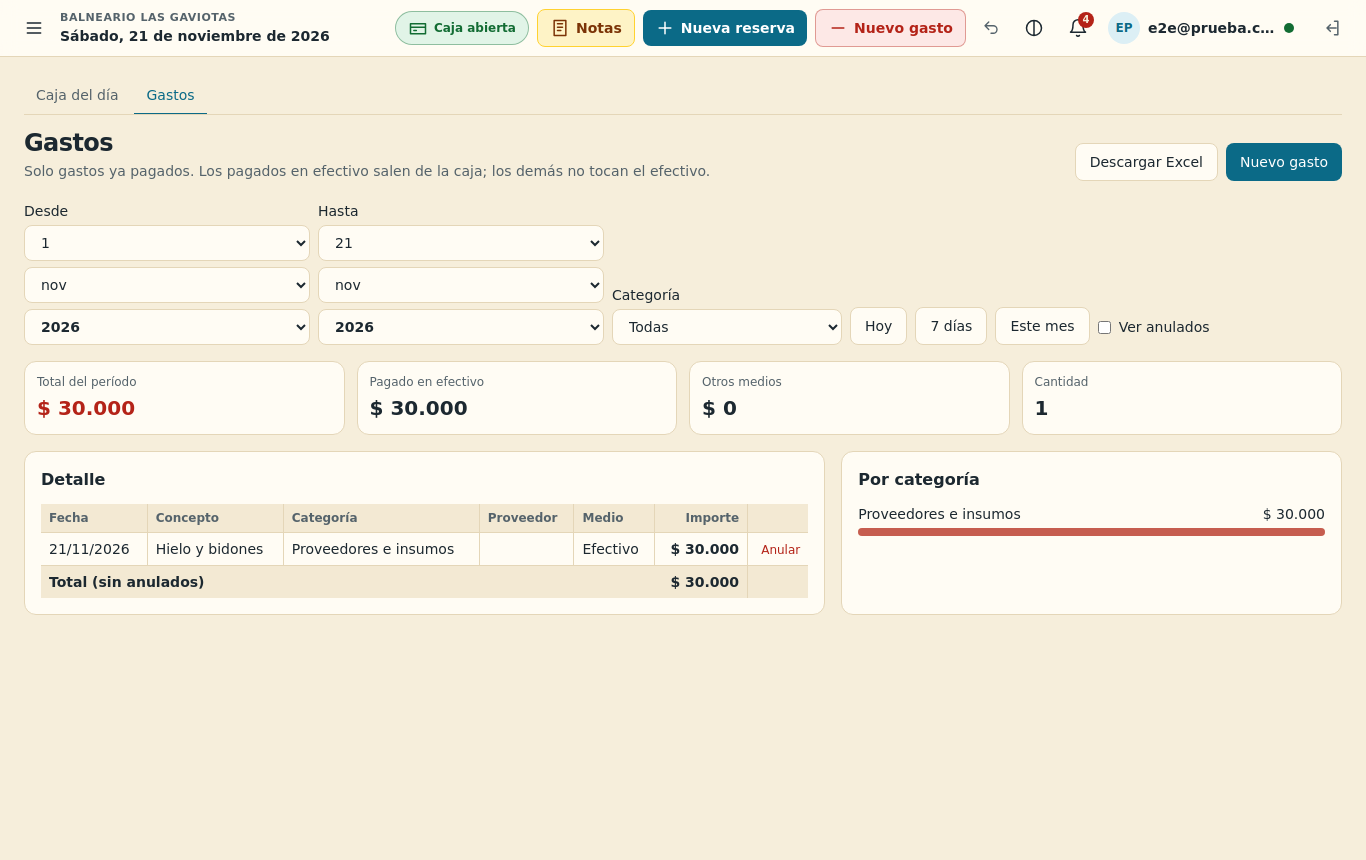 BALNEARIO LAS GAVIOTAS
Sábado, 21 de noviembre de 2026
Caja abierta
Notas
Nueva reserva
Nuevo gasto
4
EP
e2e@prueba.c...
Caja del día
Gastos
Gastos
Solo gastos ya pagados. Los pagados en efectivo salen de la caja; los demás no tocan el efectivo.
Descargar Excel
Nuevo gasto
Desde
Hasta
1
21
nov
nov
Categoría
2026
2026
Todas
Hoy
7 días
Este mes
Ver anulados
Total del período
$ 30.000
Pagado en efectivo
$ 30.000
Otros medios
$ 0
Cantidad
1
Detalle
Fecha Concepto Categoría Proveedor Medio Importe
21/11/2026 Hielo y bidones Proveedores e insumos Efectivo $ 30.000 Anular
Total (sin anulados) $ 30.000
Por categoría
Proveedores e insumos $ 30.000